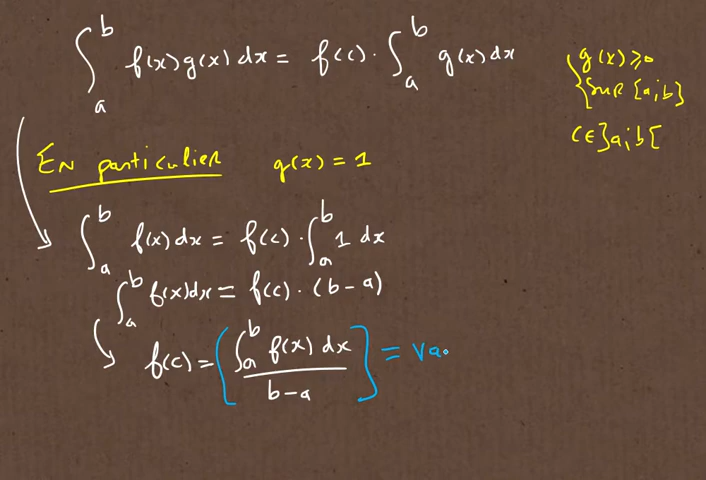 ∫_a^b f(x)g(x)dx = f(c)·∫_a^b g(x)dx
g(x)≥0
sur [a;b]
c∈]a;b[
En particulier g(x)=1
∫_a^b f(x)dx = f(c)·∫_a^b 1 dx
∫_a^b f(x)dx = f(c)·(b-a)
f(c) = [∫_a^b f(x)dx / b-a] = va